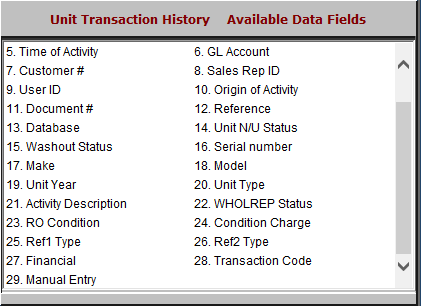 Unit Transaction History Available Data Fields
5. Time of Activity 6. GL Account
7. Customer # 8. Sales Rep ID
9. User ID 10. Origin of Activity
11. Document # 12. Reference
13. Database 14. Unit N/U Status
15. Washout Status 16. Serial number
17. Make 18. Model
19. Unit Year 20. Unit Type
21. Activity Description 22. WHOLREP Status
23. RO Condition 24. Condition Charge
25. Ref1 Type 26. Ref2 Type
27. Financial 28. Transaction Code
29. Manual Entry